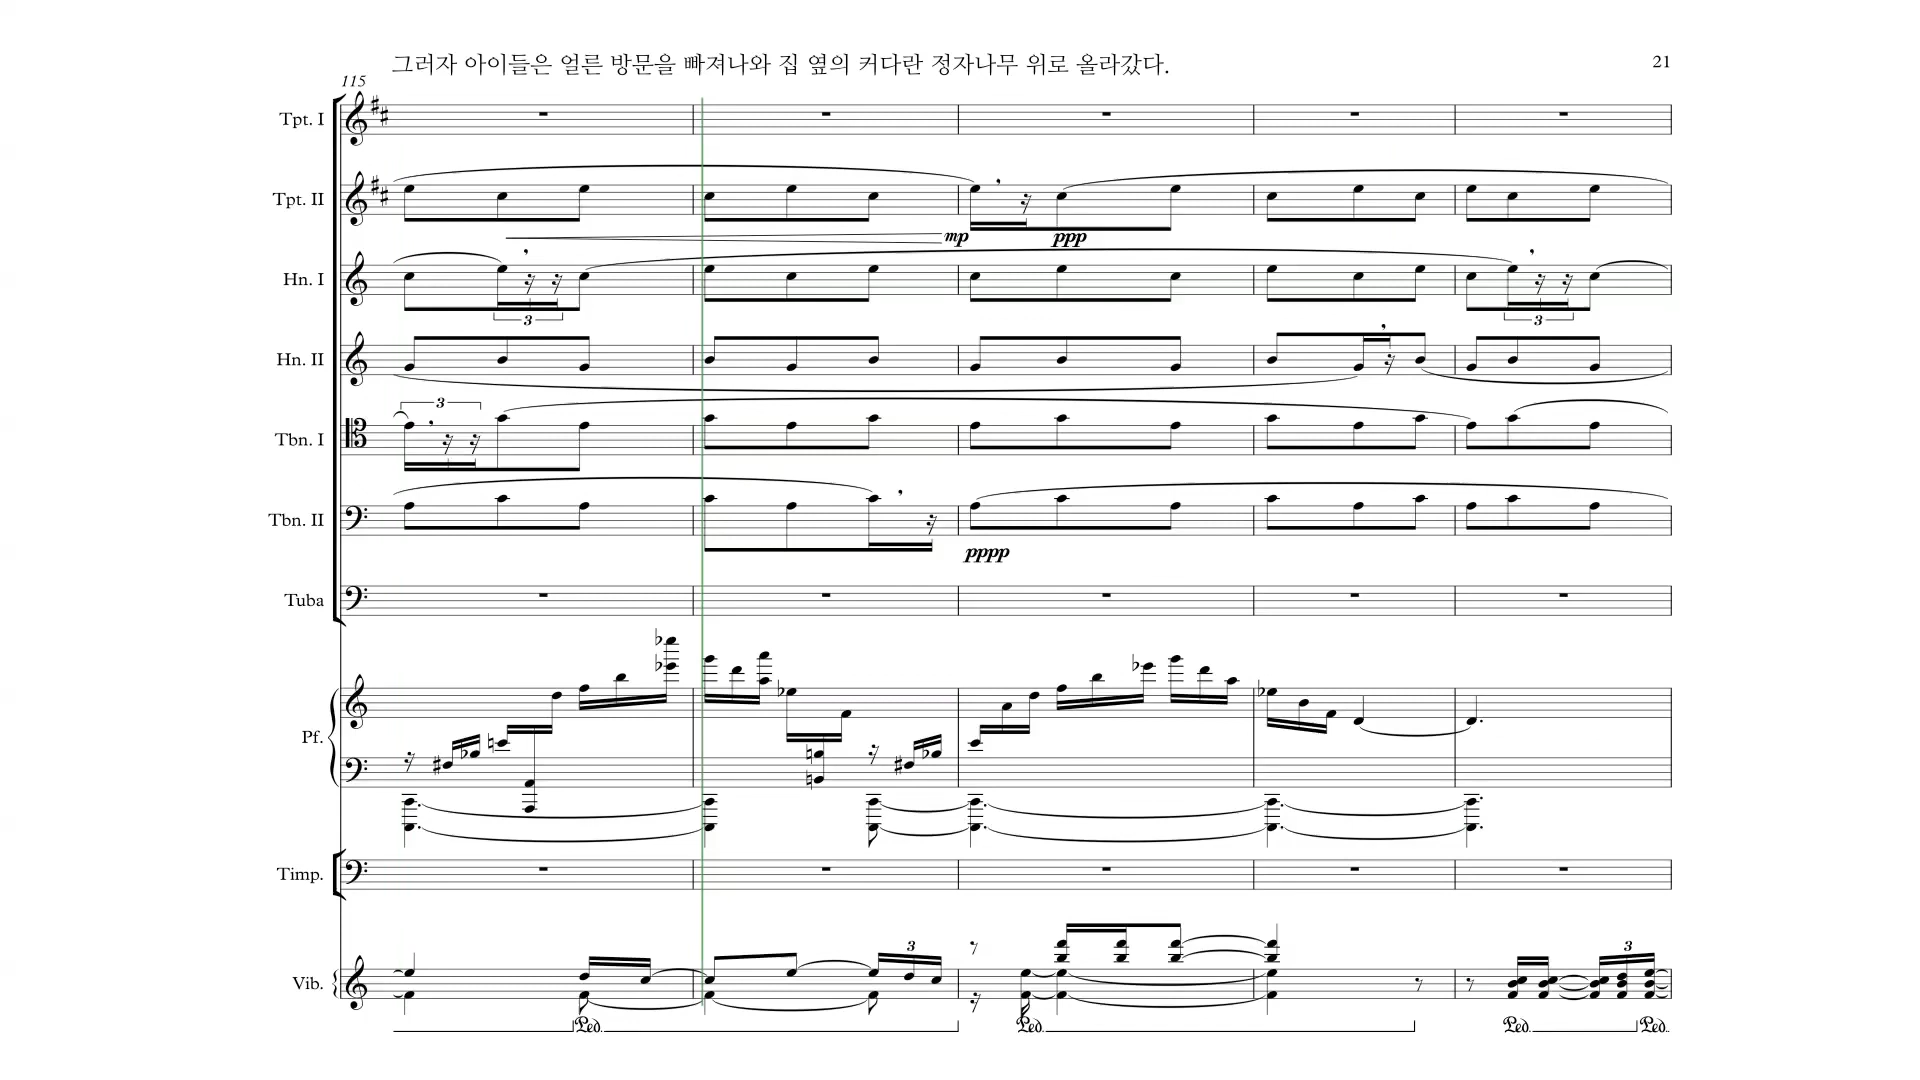 그러자 아이들은 얼른 방문을 빠져나와 집 옆의 커다란 정자나무 위로 올라갔다.
21
115
Tpt. I
Tpt. II
mp ppp
Hn. I
3 3
Hn. II
3
Tbn. I
Tbn. II
pppp
Tuba
Pf.
Timp.
3 3
Vib.
Ped. Ped. Ped. Ped.